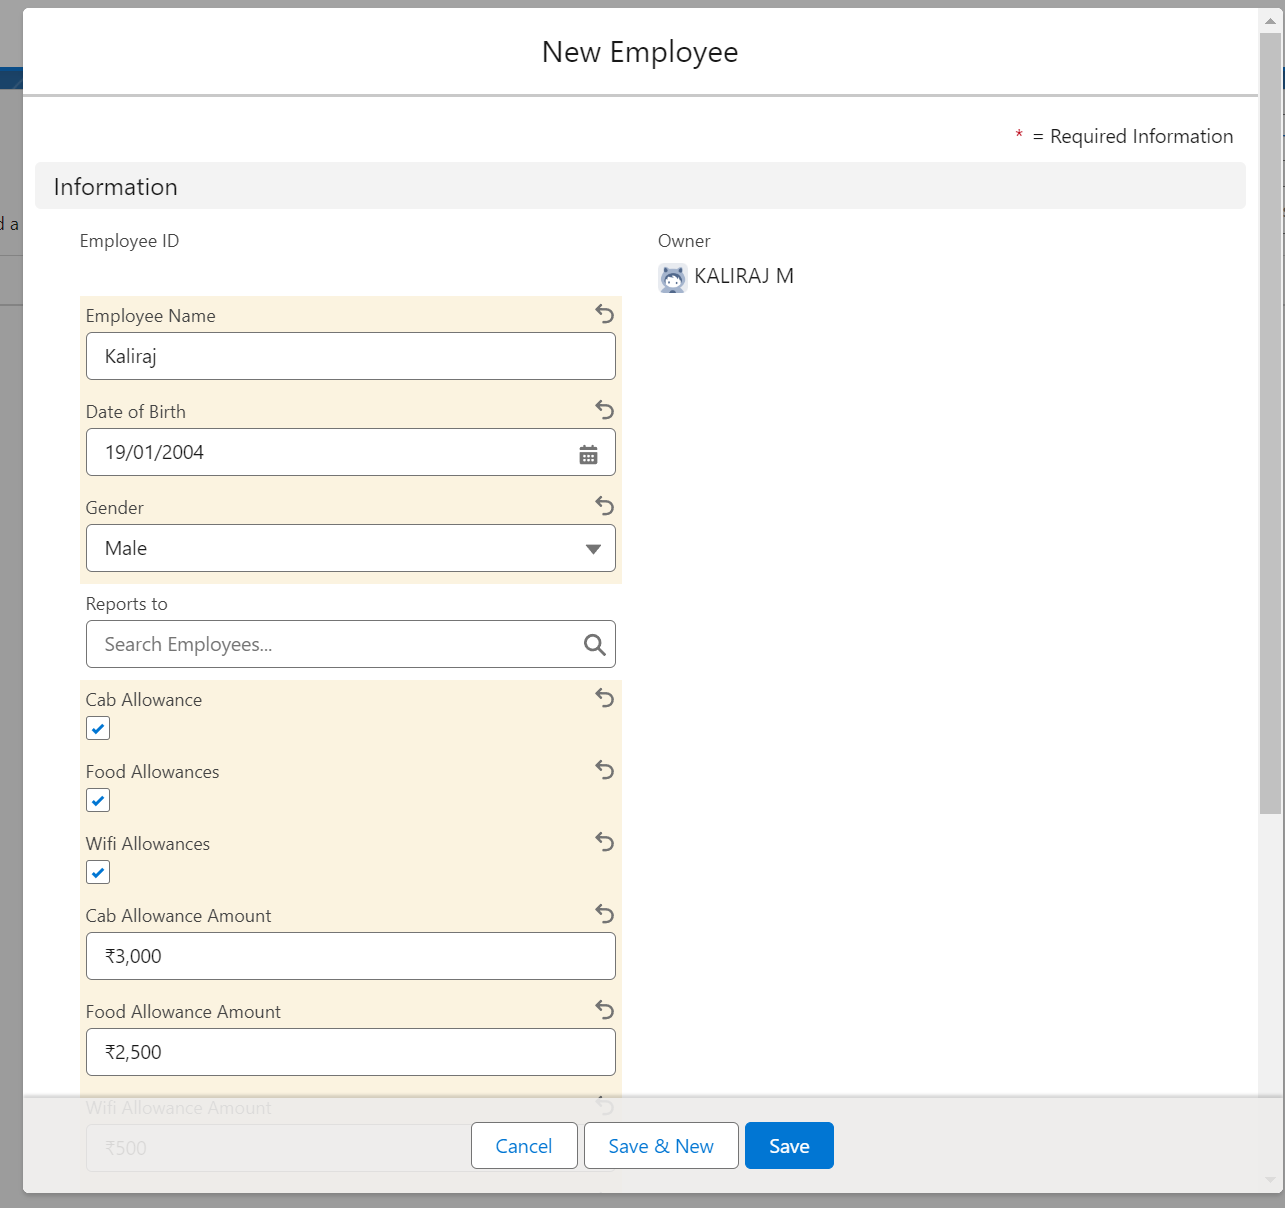 New Employee
* = Required Information
Information
Employee ID
Owner
KALIRAJ M
Employee Name
Kaliraj
Date of Birth
19/01/2004
Gender
Male
Reports to
Search Employees...
Cab Allowance
Food Allowances
Wifi Allowances
Cab Allowance Amount
₹3,000
Food Allowance Amount
₹2,500
Wifi Allowance Amount
₹500
Cancel
Save & New
Save
d a